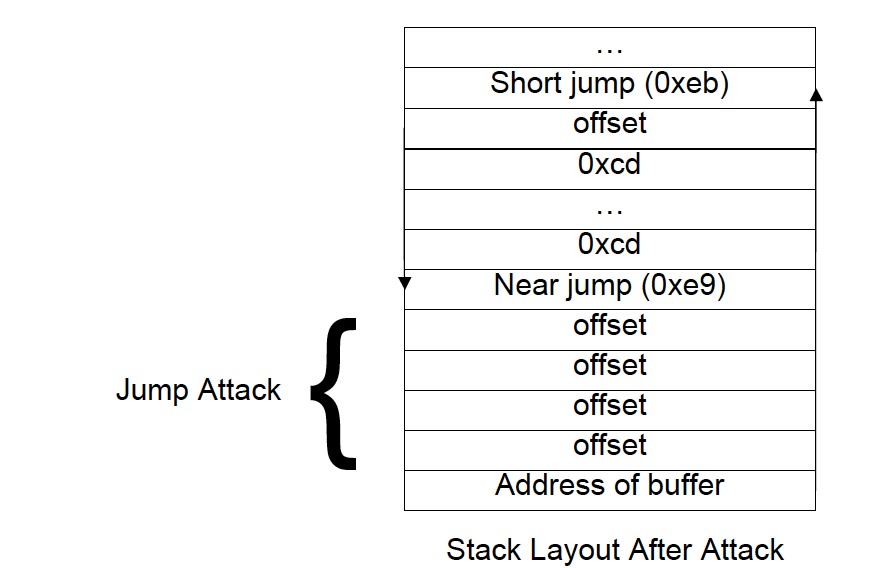 ...
Short jump (0xeb)
offset
0xcd
...
0xcd
Near jump (0xe9)
offset
offset
Jump Attack
offset
offset
Address of buffer
Stack Layout After Attack